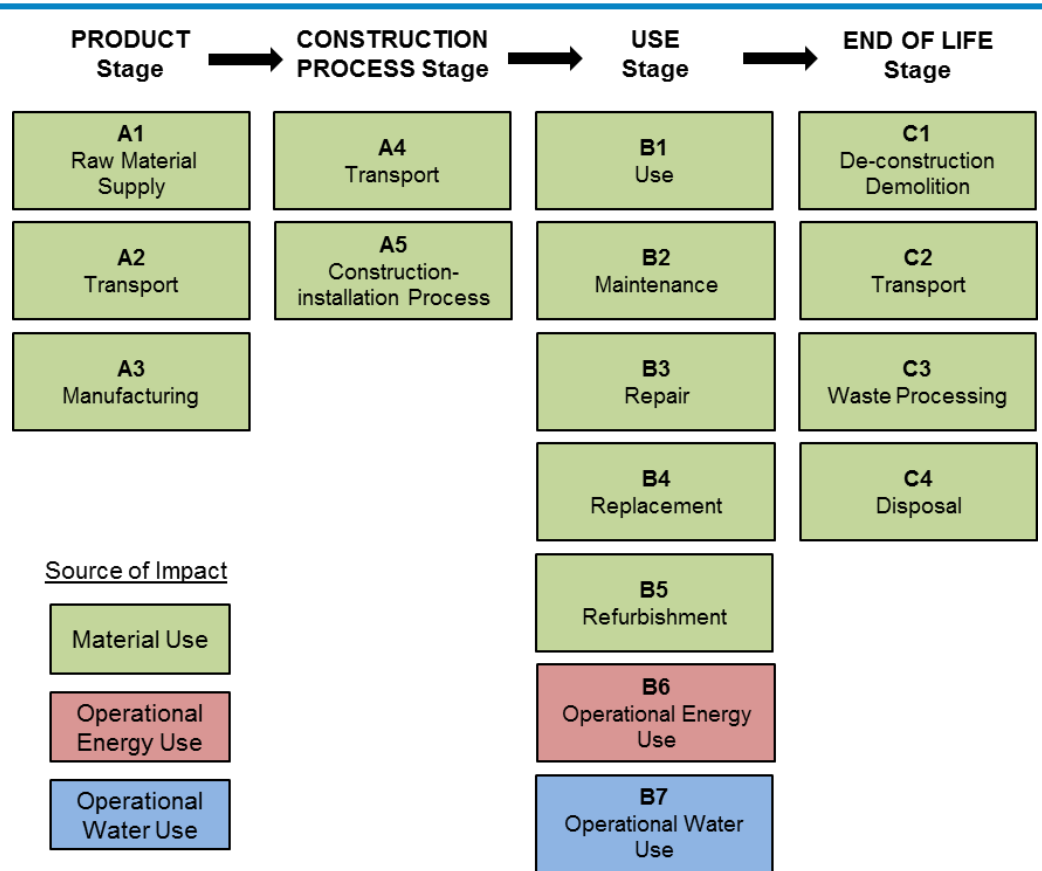 PRODUCT
Stage
CONSTRUCTION
PROCESS Stage
USE
Stage
END OF LIFE
Stage
A1
Raw Material
Supply
A2
Transport
A3
Manufacturing
A4
Transport
A5
Construction-
installation Process
B1
Use
B2
Maintenance
B3
Repair
B4
Replacement
B5
Refurbishment
B6
Operational Energy
Use
B7
Operational Water
Use
C1
De-construction
Demolition
C2
Transport
C3
Waste Processing
C4
Disposal
Source of Impact
Material Use
Operational
Energy Use
Operational
Water Use